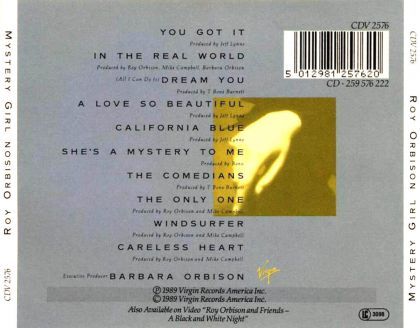 CDV 2576
YOU GOT IT
Produced by Jeff Lynne
IN THE REAL WORLD
Produced by Roy Orbison, Mike Campbell, Barbara Orbison
(All I Can Do Is) DREAM YOU
Produced by T Bone Burnett
A LOVE SO BEAUTIFUL
Produced by Jeff Lynne
CALIFORNIA BLUE
Produced by Jeff Lynne
SHE'S A MYSTERY TO ME
Produced by Bono
THE COMEDIANS
Produced by T Bone Burnett
THE ONLY ONE
Produced by Roy Orbison and Mike Campbell
WINDSURFER
Produced by Roy Orbison and Mike Campbell
CARELESS HEART
Produced by Roy Orbison and Mike Campbell
Executive Producer BARBARA ORBISON
Virgin
℗ 1989 Virgin Records America Inc.
© 1989 Virgin Records America Inc.
Also Available on Video "Roy Orbison and Friends –
A Black and White Night"
5 012981 257620
CD · 259 576 222
LC 3098
MYSTERY GIRL ROY ORBISON CDV 2576
CDV 2576 ROY ORBISON MYSTERY GIRL